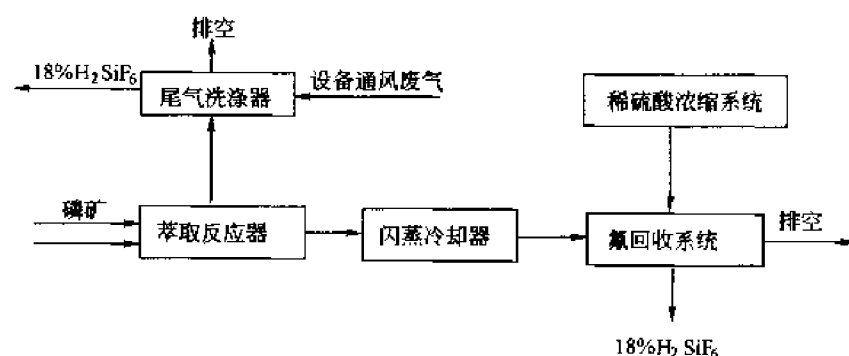 排空
18%H₂SiF₆
尾气洗涤器
设备通风废气
稀硫酸浓缩系统
磷矿
萃取反应器
闪蒸冷却器
氟回收系统
排空
18%H₂SiF₆